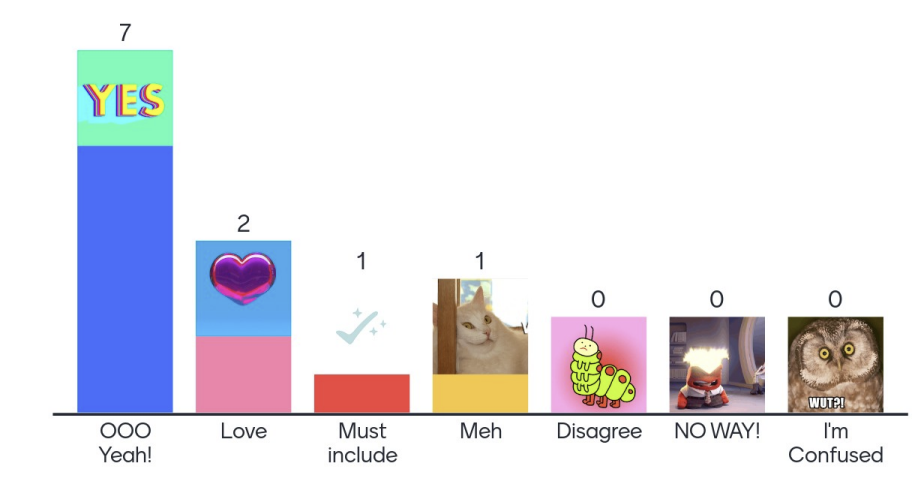 7
YES
2
1
1
0
0
0
WUT?!
OOO
Yeah!
Love
Must
include
Meh
Disagree
NO WAY!
I'm
Confused